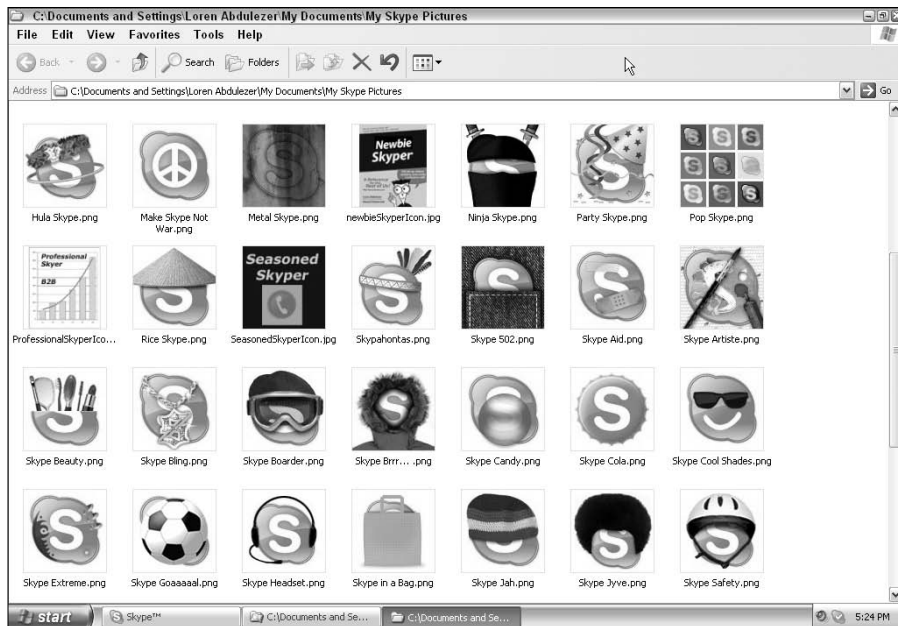 C:\Documents and Settings\Loren Abdulezer\My Documents\My Skype Pictures
File Edit View Favorites Tools Help
Back Search Folders
Address C:\Documents and Settings\Loren Abdulezer\My Documents\My Skype Pictures Go
Newbie
Skyper
Hula Skype.png Make Skype Not War.png Metal Skype.png newbieSkyperIcon.jpg Ninja Skype.png Party Skype.png Pop Skype.png
Professional
Skyer
B2B
Seasoned
Skyper
ProfessionalSkyperIco... Rice Skype.png SeasonedSkyperIcon.jpg Skypahontas.png Skype 502.png Skype Aid.png Skype Artiste.png
Skype Beauty.png Skype Bling.png Skype Boarder.png Skype Brrr... .png Skype Candy.png Skype Cola.png Skype Cool Shades.png
Skype Extreme.png Skype Goaaaaal.png Skype Headset.png Skype in a Bag.png Skype Jah.png Skype Jyve.png Skype Safety.png
start Skype™ C:\Documents and Se... C:\Documents and Se... 5:24 PM